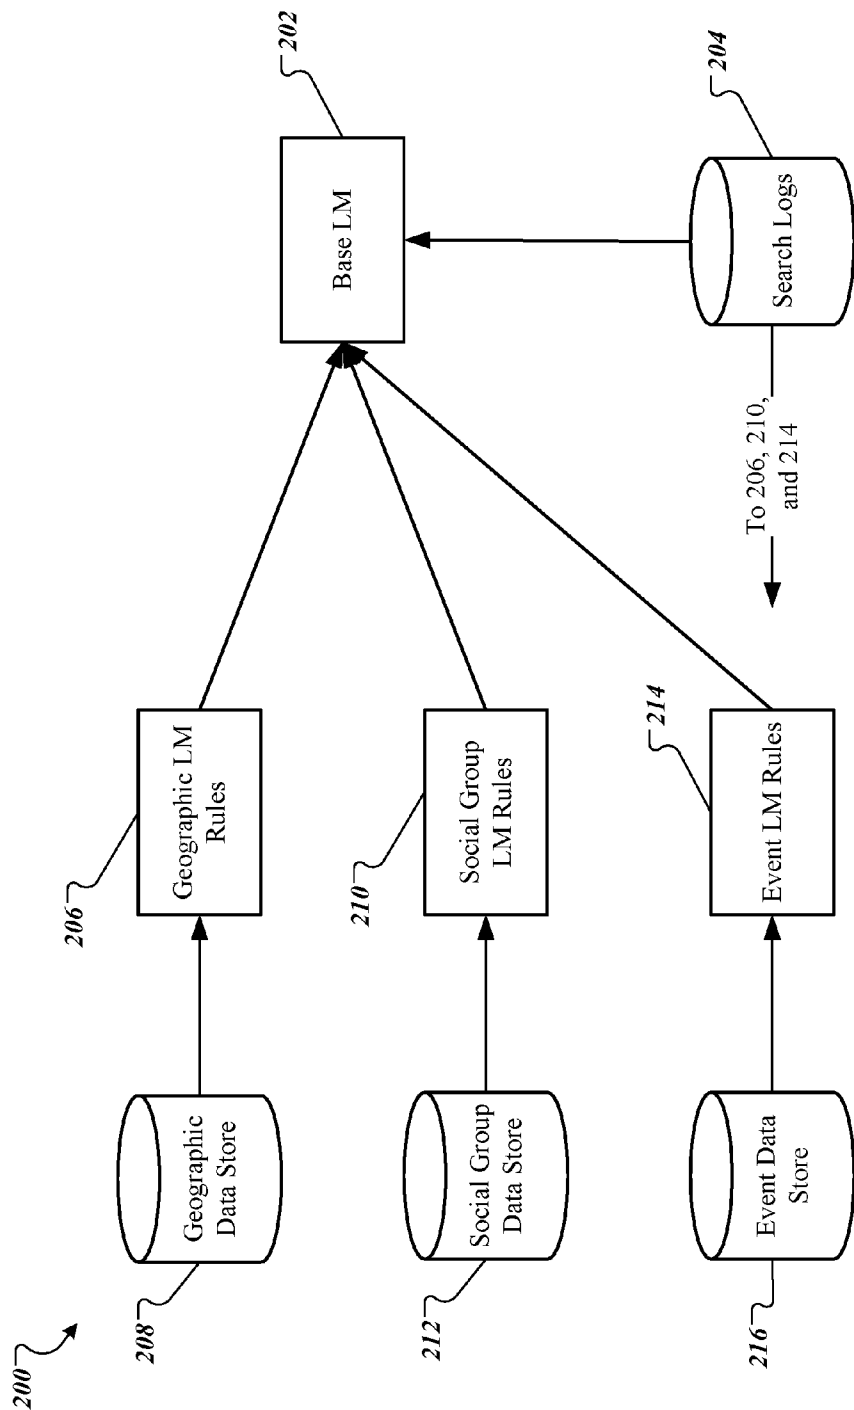 200
208
Geographic
Data Store
206
Geographic LM
Rules
202
Base LM
212
Social Group
Data Store
210
Social Group
LM Rules
204
Search Logs
To 206, 210,
and 214
216
Event Data
Store
214
Event LM Rules